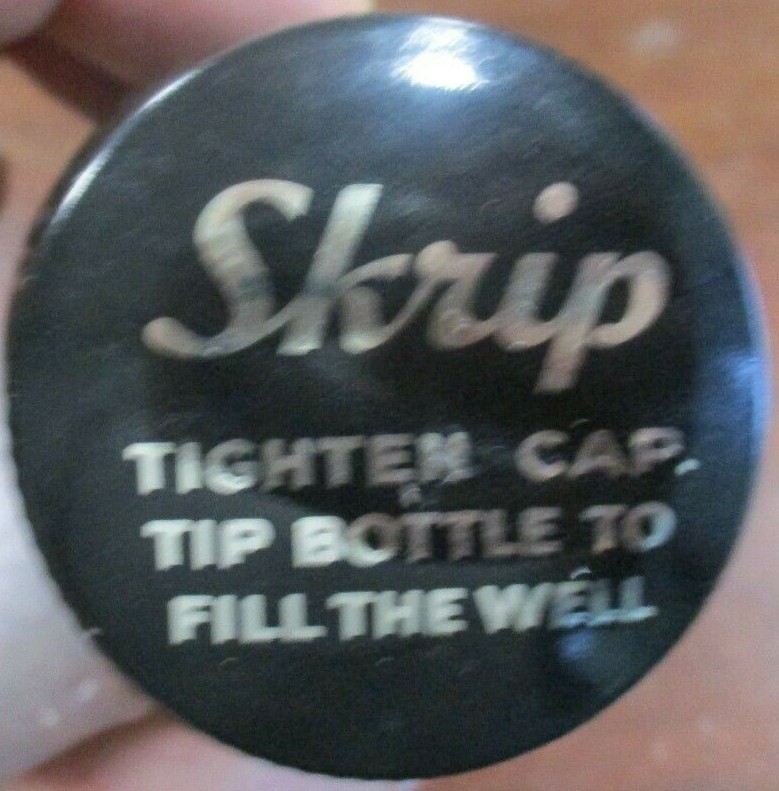 Skrip
TIGHTEN CAP,
TIP BOTTLE TO
FILL THE WELL